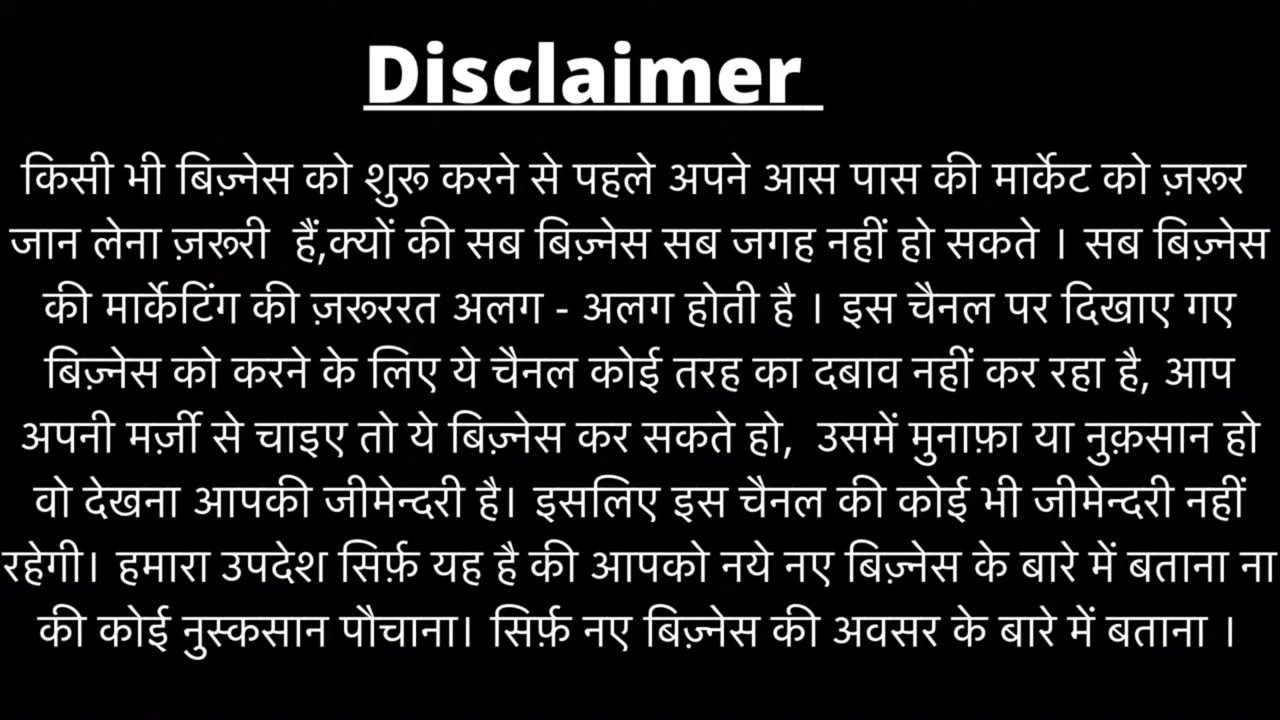 Disclaimer
किसी भी बिज़्नेस को शुरू करने से पहले अपने आस पास की मार्केट को ज़रूर
जान लेना ज़रूरी हैं,क्यों की सब बिज़्नेस सब जगह नहीं हो सकते । सब बिज़्नेस
की मार्केटिंग की ज़रूररत अलग - अलग होती है । इस चैनल पर दिखाए गए
बिज़्नेस को करने के लिए ये चैनल कोई तरह का दबाव नहीं कर रहा है, आप
अपनी मर्ज़ी से चाइए तो ये बिज़्नेस कर सकते हो, उसमें मुनाफ़ा या नुक़सान हो
वो देखना आपकी जीमेन्दरी है। इसलिए इस चैनल की कोई भी जीमेन्दरी नहीं
रहेगी। हमारा उपदेश सिर्फ़ यह है की आपको नये नए बिज़्नेस के बारे में बताना ना
की कोई नुस्कसान पौचाना। सिर्फ़ नए बिज़्नेस की अवसर के बारे में बताना ।